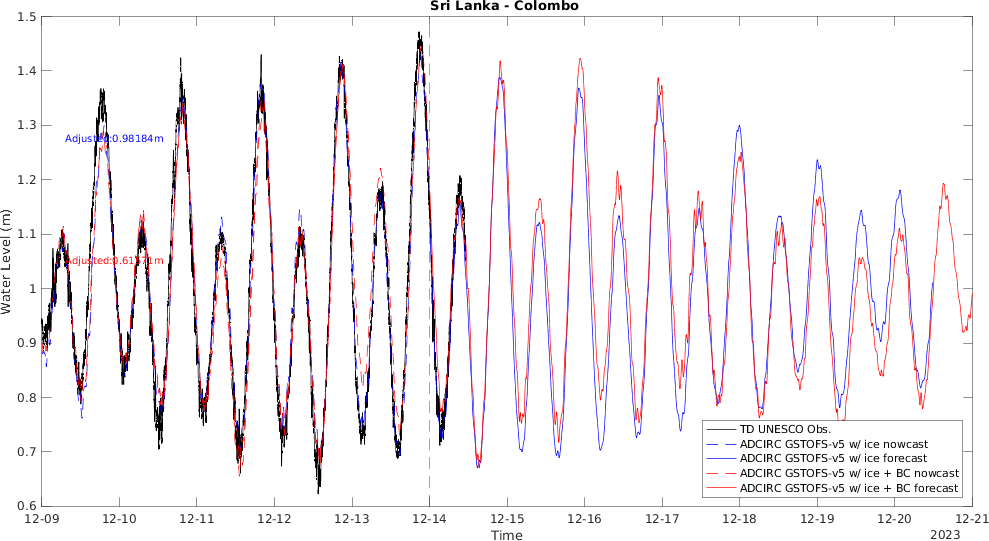 Sri Lanka - Colombo
1.5
1.4
1.3
1.2
1.1
1
0.9
0.8
0.7
0.6
Water Level (m)
Adjusted:0.98184m
TD UNESCO Obs.
ADCIRC GSTOFS-v5 w/ ice nowcast
ADCIRC GSTOFS-v5 w/ ice forecast
ADCIRC GSTOFS-v5 w/ ice + BC nowcast
ADCIRC GSTOFS-v5 w/ ice + BC forecast
12-09 12-10 12-11 12-12 12-13 12-14 12-15 12-16 12-17 12-18 12-19 12-20 12-21
Time
2023